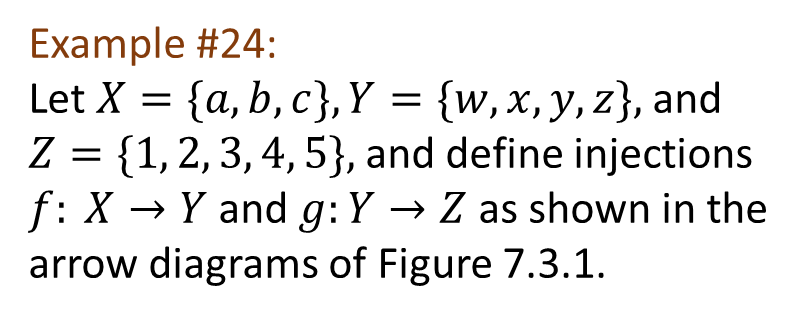 Example #24:
Let X = {a, b, c}, Y = {w, x, y, z}, and
Z = {1, 2, 3, 4, 5}, and define injections
f: X → Y and g: Y → Z as shown in the
arrow diagrams of Figure 7.3.1.